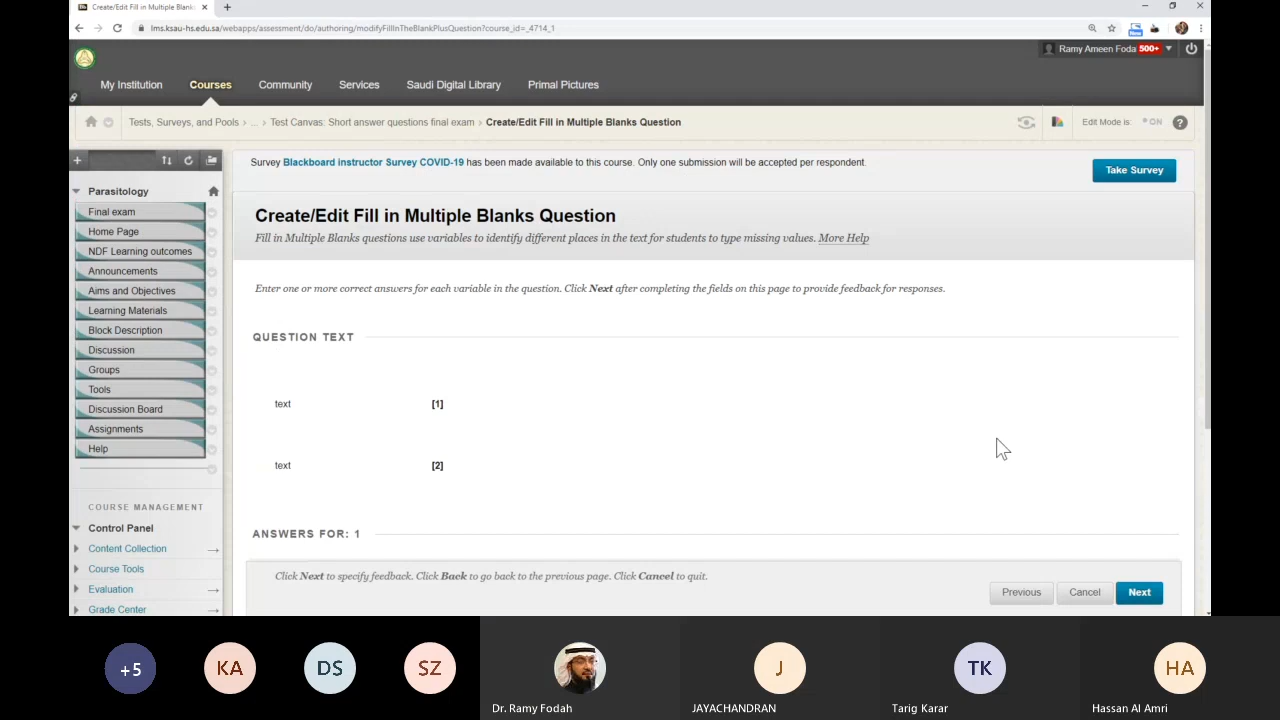 Create/Edit Fill in Multiple Blank
lms.ksau-hs.edu.sa/webapps/assessment/do/authoring/modifyFillInTheBlankPlusQuestion?course_id=_4714_1
Ramy Ameen Foda 500+
My Institution Courses Community Services Saudi Digital Library Primal Pictures
Tests, Surveys, and Pools > ... > Test Canvas: Short answer questions final exam > Create/Edit Fill in Multiple Blanks Question
Edit Mode is: ON ?
Survey Blackboard instructor Survey COVID-19 has been made available to this course. Only one submission will be accepted per respondent.
Take Survey
Parasitology
Final exam
Home Page
NDF Learning outcomes
Announcements
Aims and Objectives
Learning Materials
Block Description
Discussion
Groups
Tools
Discussion Board
Assignments
Help
COURSE MANAGEMENT
Control Panel
Content Collection
Course Tools
Evaluation
Grade Center
Create/Edit Fill in Multiple Blanks Question
Fill in Multiple Blanks questions use variables to identify different places in the text for students to type missing values. More Help
Enter one or more correct answers for each variable in the question. Click Next after completing the fields on this page to provide feedback for responses.
QUESTION TEXT
text [1]
text [2]
ANSWERS FOR: 1
Click Next to specify feedback. Click Back to go back to the previous page. Click Cancel to quit.
Previous Cancel Next
+5 KA DS SZ J TK HA
Dr. Ramy Fodah JAYACHANDRAN Tarig Karar Hassan Al Amri